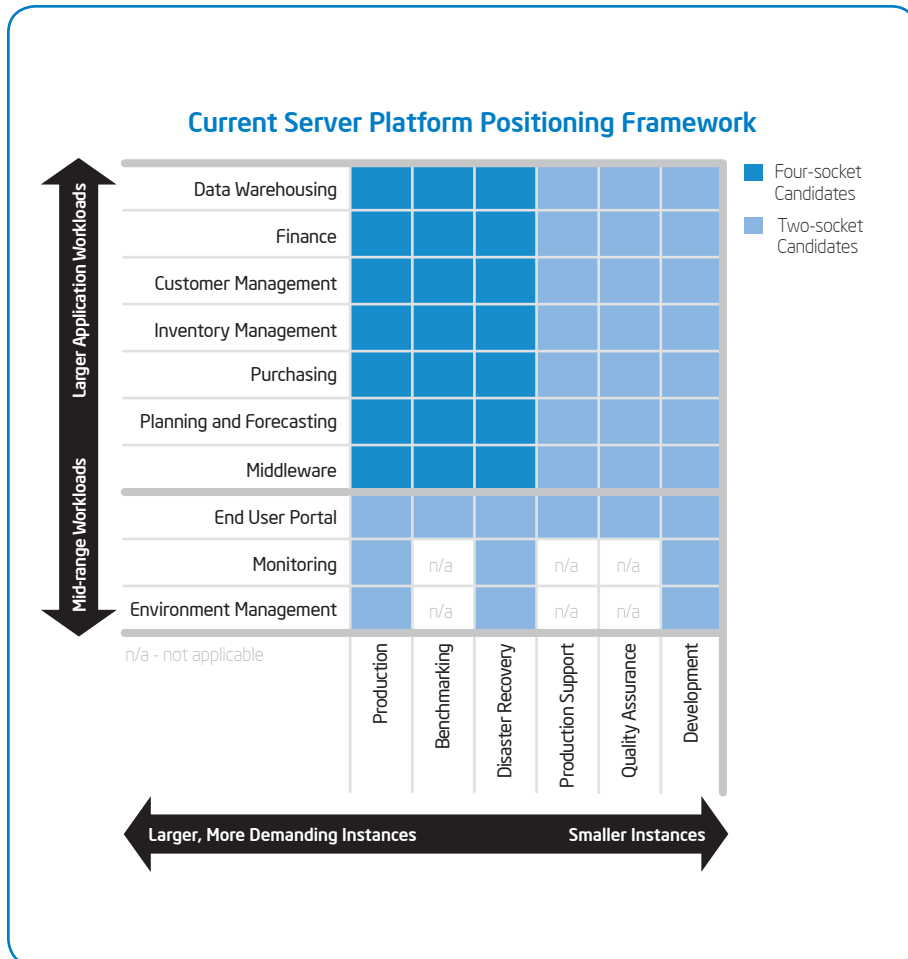 Current Server Platform Positioning Framework
Larger Application Workloads
Mid-range Workloads
Data Warehousing
Finance
Customer Management
Inventory Management
Purchasing
Planning and Forecasting
Middleware
End User Portal
Monitoring
n/a
n/a
n/a
Environment Management
n/a
n/a
n/a
Four-socket
Candidates
Two-socket
Candidates
n/a - not applicable
Production
Benchmarking
Disaster Recovery
Production Support
Quality Assurance
Development
Larger, More Demanding Instances
Smaller Instances